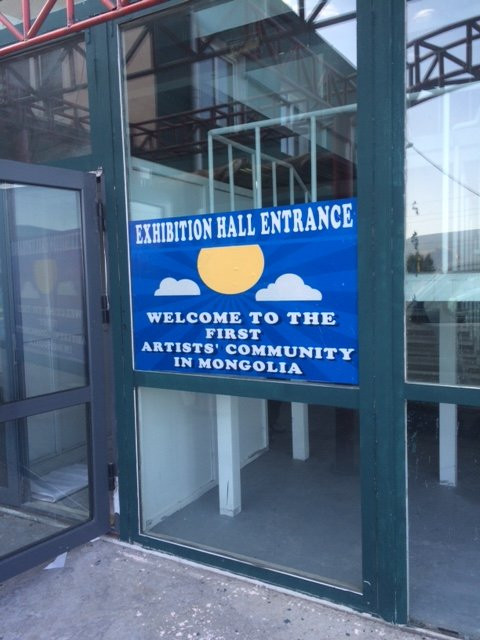 EXHIBITION HALL ENTRANCE
WELCOME TO THE
FIRST
ARTISTS' COMMUNITY
IN MONGOLIA